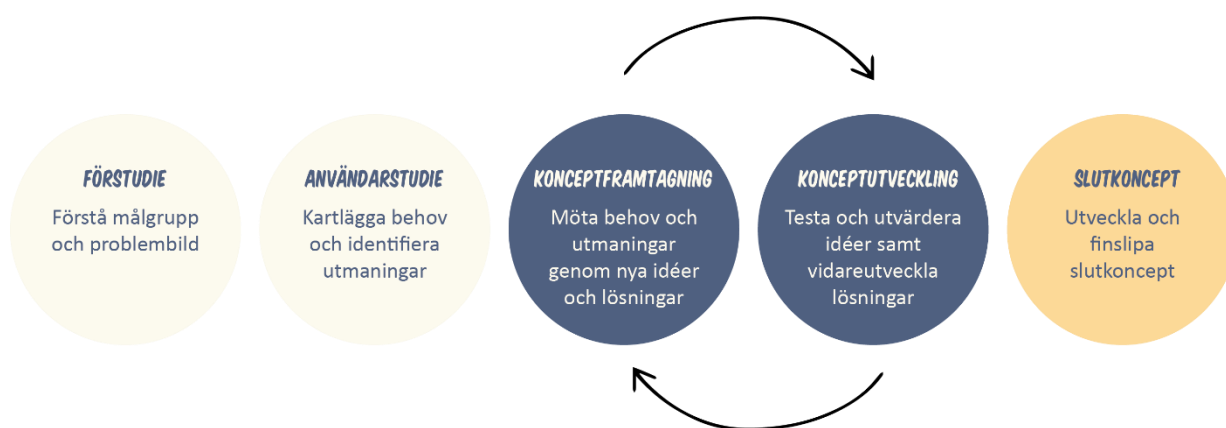 FÖRSTUDIE
Förstå målgrupp
och problembild
ANVÄNDARSTUDIE
Kartlägga behov
och identifiera
utmaningar
KONCEPTFRAMTAGNING
Möta behov och
utmaningar
genom nya idéer
och lösningar
KONCEPTUTVECKLING
Testa och utvärdera
idéer samt
vidareutveckla
lösningar
SLUTKONCEPT
Utveckla och
finslipa
slutkoncept